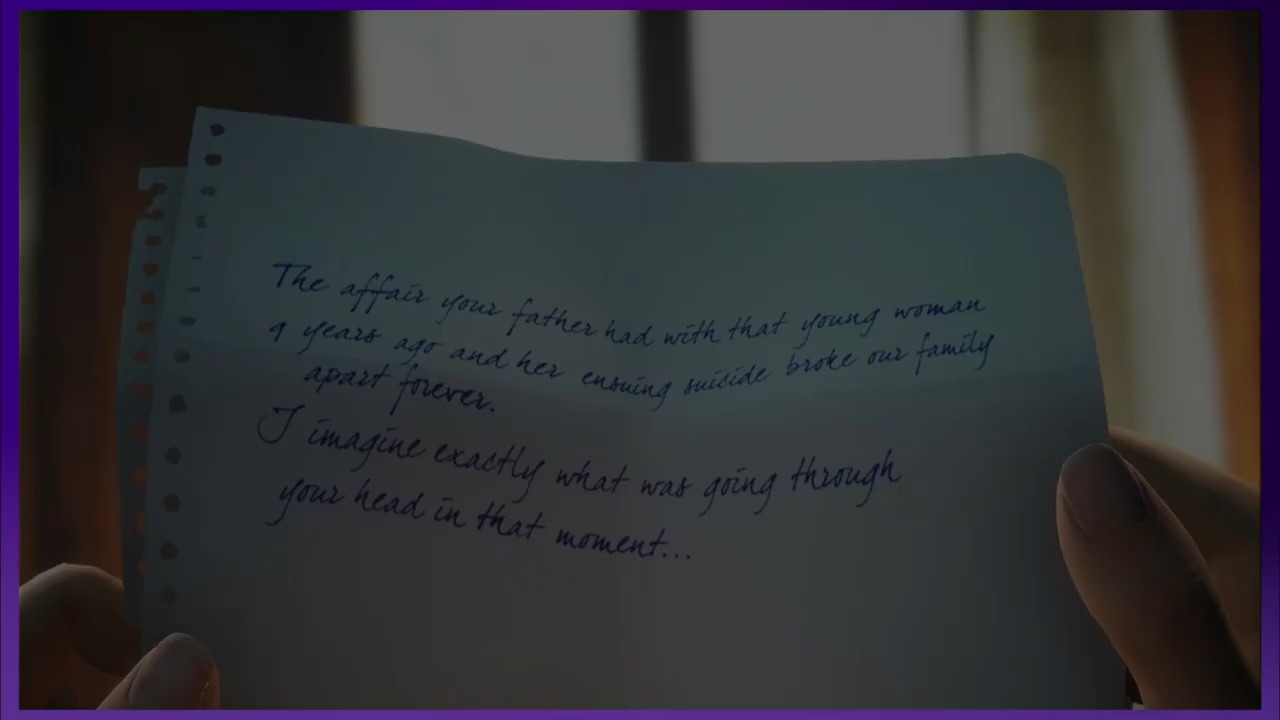 The affair your father had with that young woman
9 years ago and her ensuing suicide broke our family
apart forever.
I imagine exactly what was going through
your head in that moment...